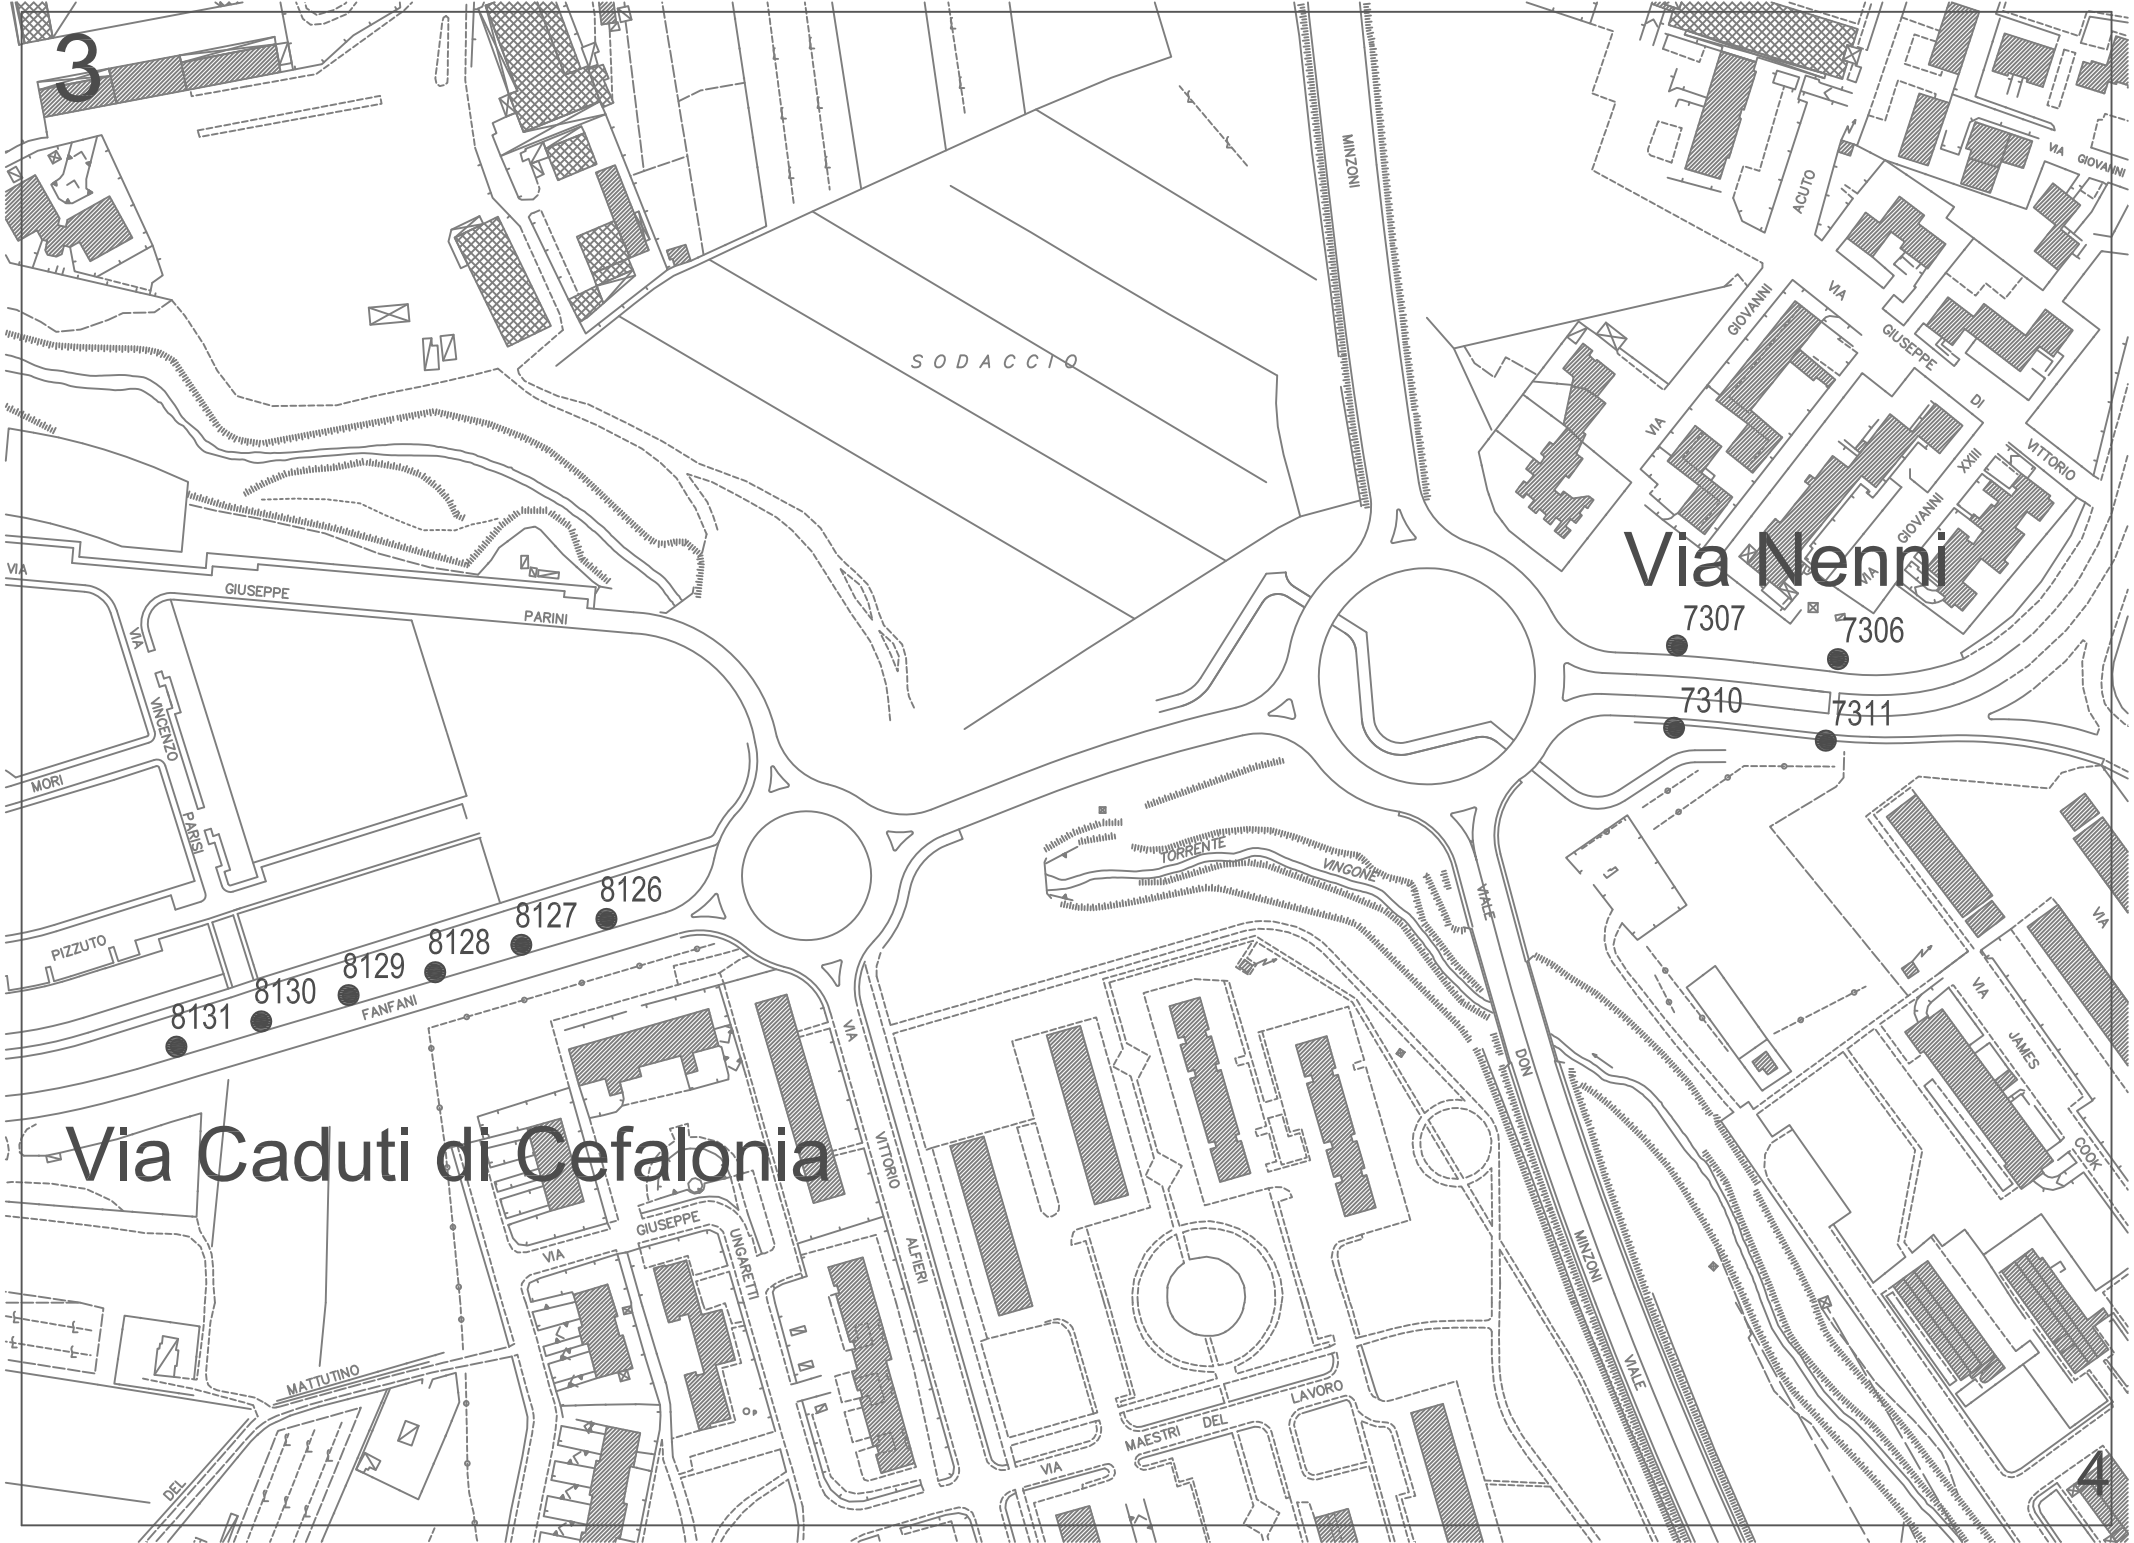 3
MINZONI
ACUTO
VIA
GIOVANNI
GIOVANNI
VIA
GIUSEPPE
DI
VITTORIO
SODACCIO
VIA
XXIII
GIOVANNI
VIA
Via Nenni
7307
7306
7310
7311
VIA
GIUSEPPE
PARINI
VIA
VINCENZO
PARISI
MORI
PIZZUTO
8126
8127
8128
8129
8130
8131
FANFANI
TORRENTE
VINGONE
VIALE
DON
MINZONI
VIALE
VIA
VIA
JAMES
COOK
Via Caduti di Cefalonia
VIA
VITTORIO
ALFIERI
VIA
GIUSEPPE
UNGARETTI
MATTUTINO
DEL
VIA
MAESTRI
DEL
LAVORO
4